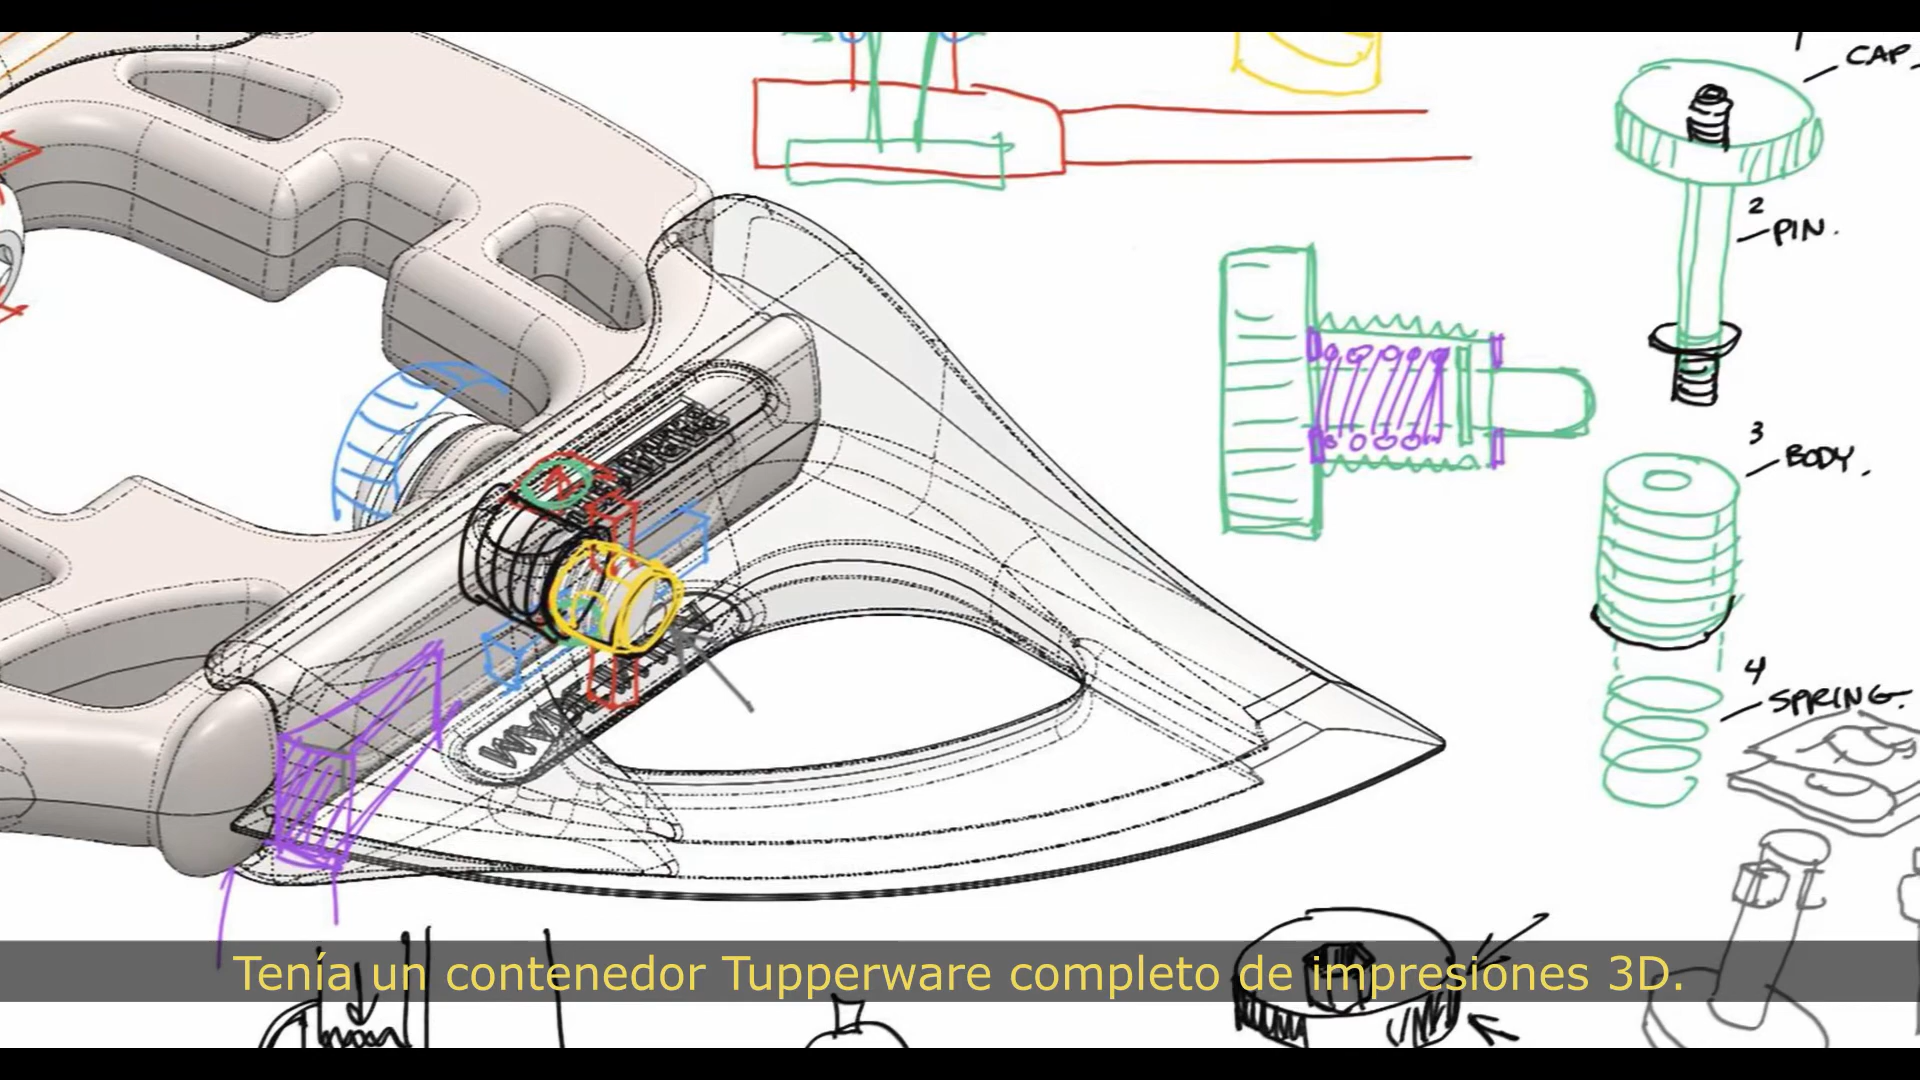 CAP.
2
PIN.
3
BODY.
4
SPRING.
Tenía un contenedor Tupperware completo de impresiones 3D.